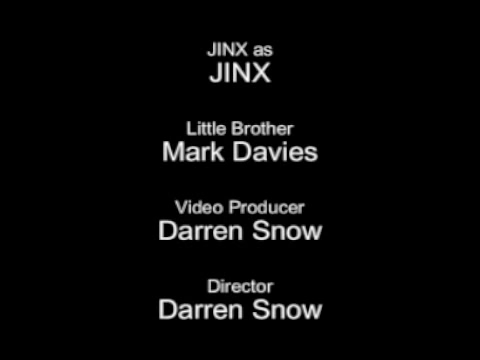 JINX as
JINX
Little Brother
Mark Davies
Video Producer
Darren Snow
Director
Darren Snow